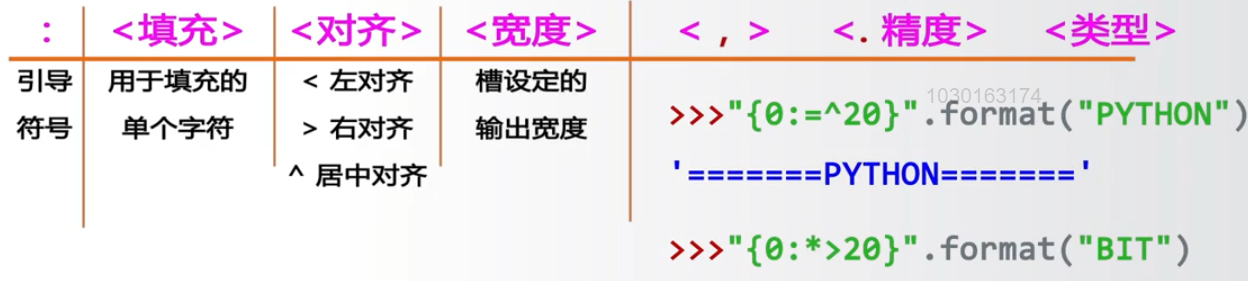 : <填充> <对齐> <宽度> <,> <.精度> <类型>
引导符号
用于填充的单个字符
< 左对齐
> 右对齐
^ 居中对齐
槽设定的输出宽度
1030163174
>>>"{0:=^20}".format("PYTHON")
'=======PYTHON======='
>>>"{0:*>20}".format("BIT")